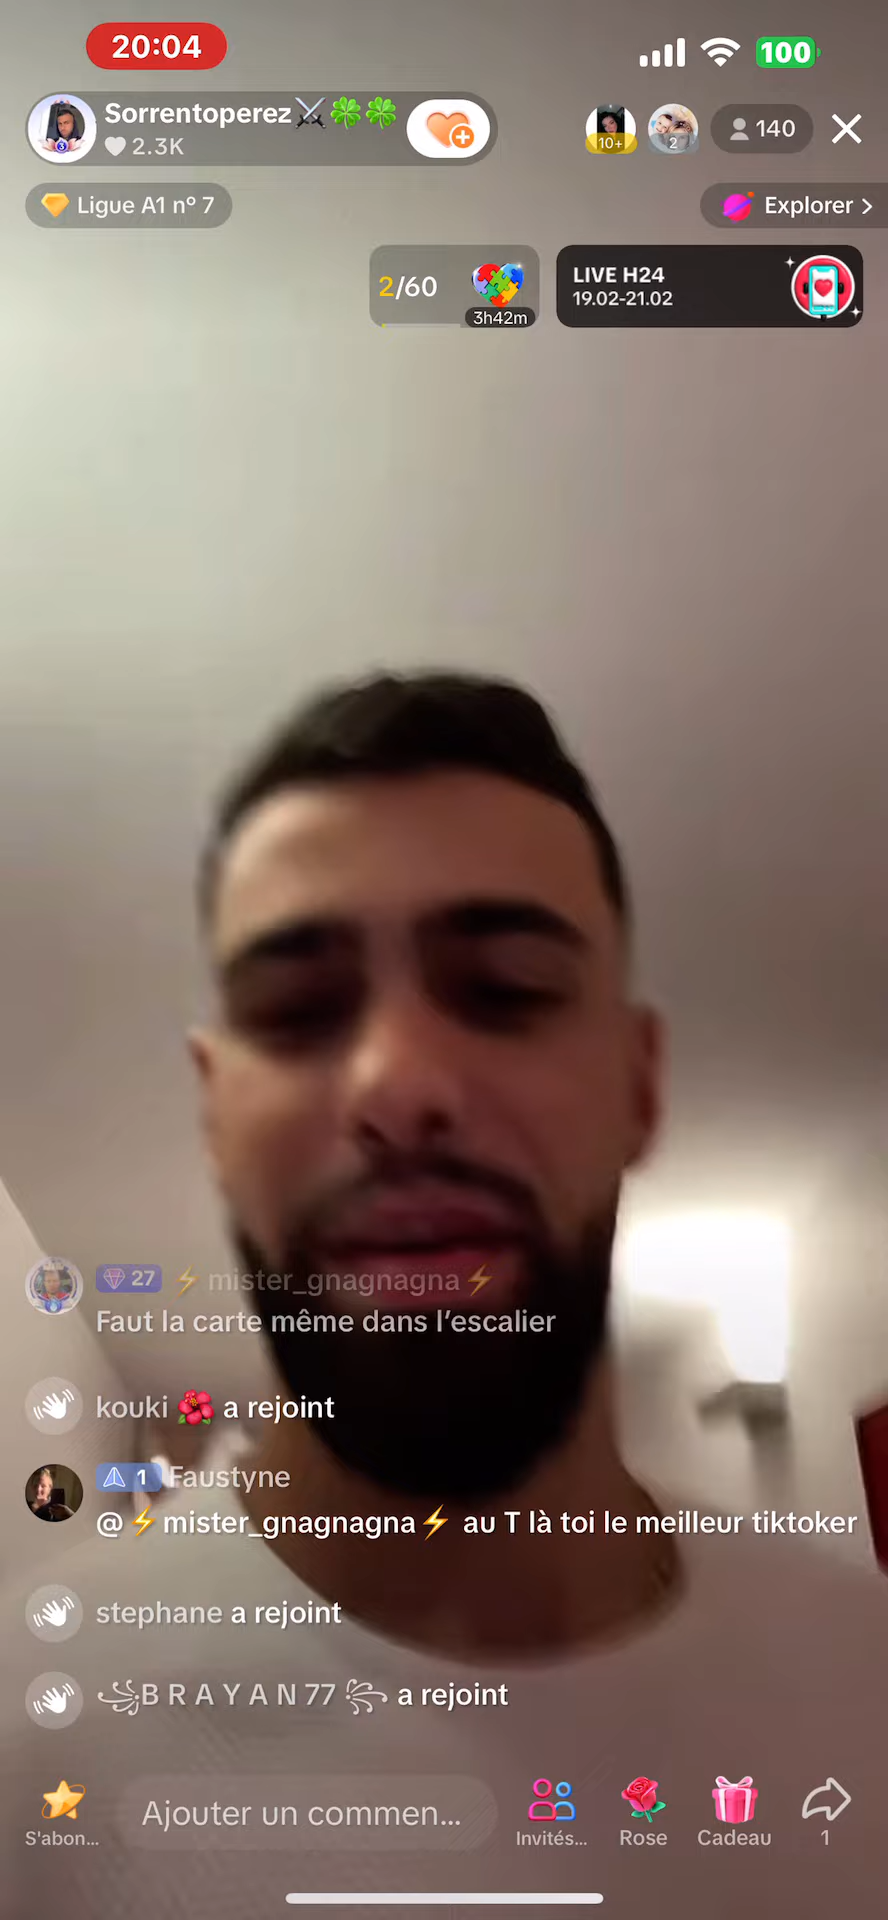 20:04
100
Sorrentoperez⚔️🍀🍀
2.3K
10+
2
140
3
Ligue A1 nº 7
Explorer >
2/60
3h42m
LIVE H24
19.02-21.02
27 ⚡ mister_gnagnagna⚡
Faut la carte même dans l’escalier
kouki 🌺 a rejoint
1 Faustyne
@⚡mister_gnagnagna⚡ au T là toi le meilleur tiktoker
stephane a rejoint
꧁B R A Y A N 77 ꧂ a rejoint
Ajouter un commen...
S'abon...
Invités...
Rose
Cadeau
1